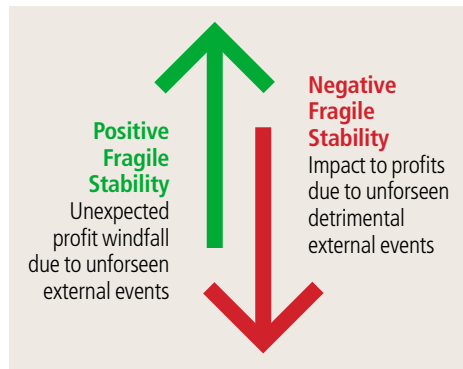 Positive
Fragile
Stability
Unexpected
profit windfall
due to unforseen
external events
Negative
Fragile
Stability
Impact to profits
due to unforseen
detrimental
external events